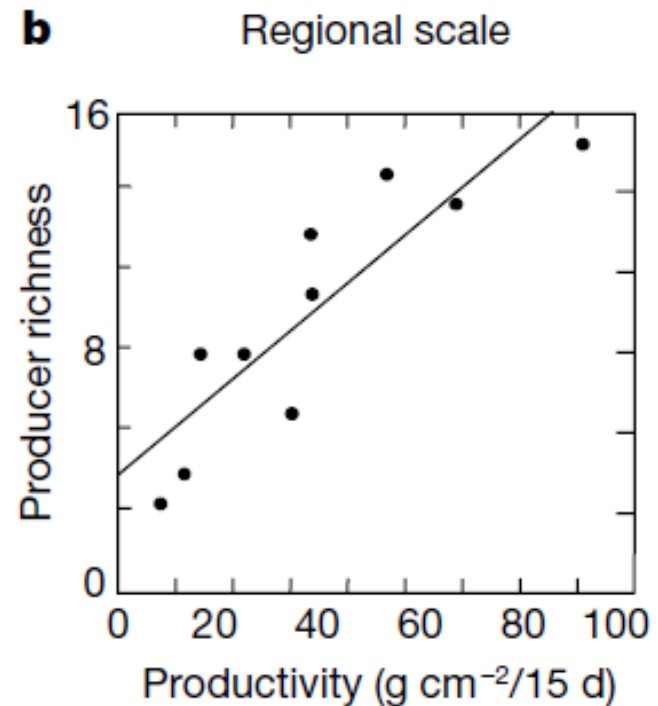 b Regional scale
16
8
0
Producer richness
0 20 40 60 80 100
Productivity (g cm⁻²/15 d)